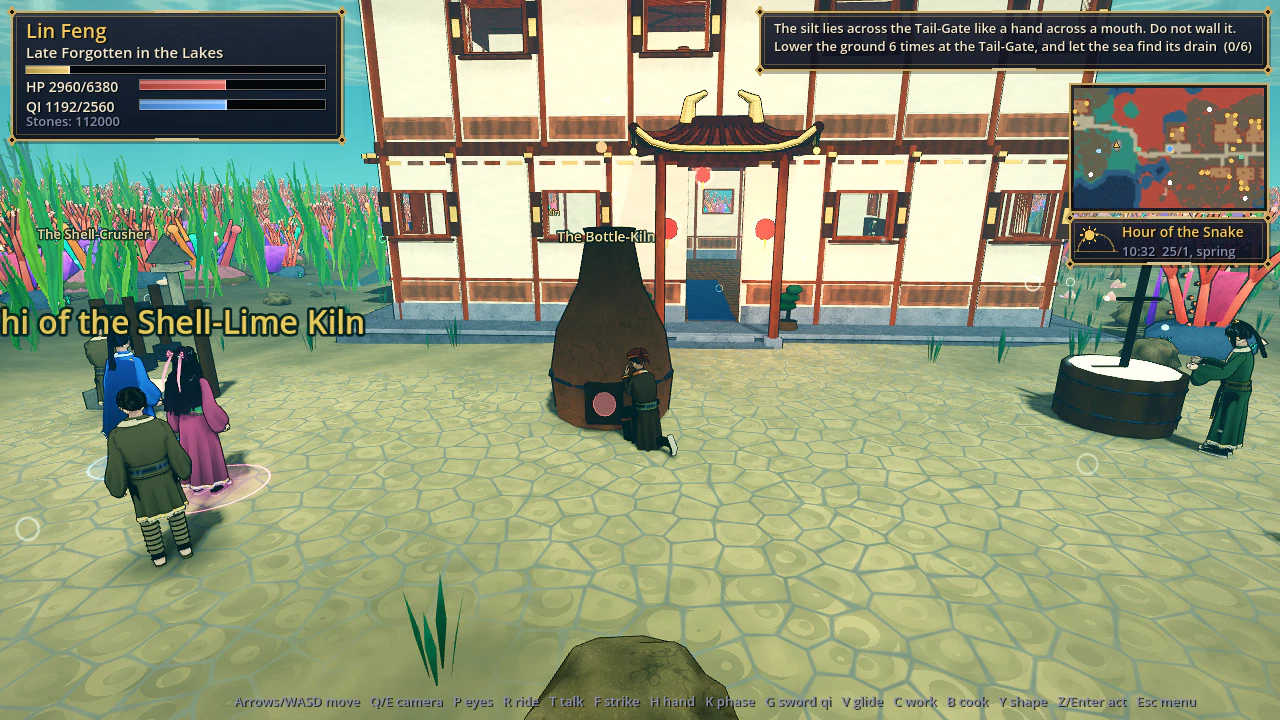 Lin Feng
Late Forgotten in the Lakes
HP 2960/6380
QI 1192/2560
Stones: 112000
The silt lies across the Tail-Gate like a hand across a mouth. Do not wall it.
Lower the ground 6 times at the Tail-Gate, and let the sea find its drain (0/6)
Hour of the Snake
10:32 25/1, spring
The Shell-Crusher
The Bottle-Kiln
hi of the Shell-Lime Kiln
Arrows/WASD move Q/E camera P eyes R ride T talk F strike H hand K phase G sword qi V glide C work B cook Y shape Z/Enter act Esc menu